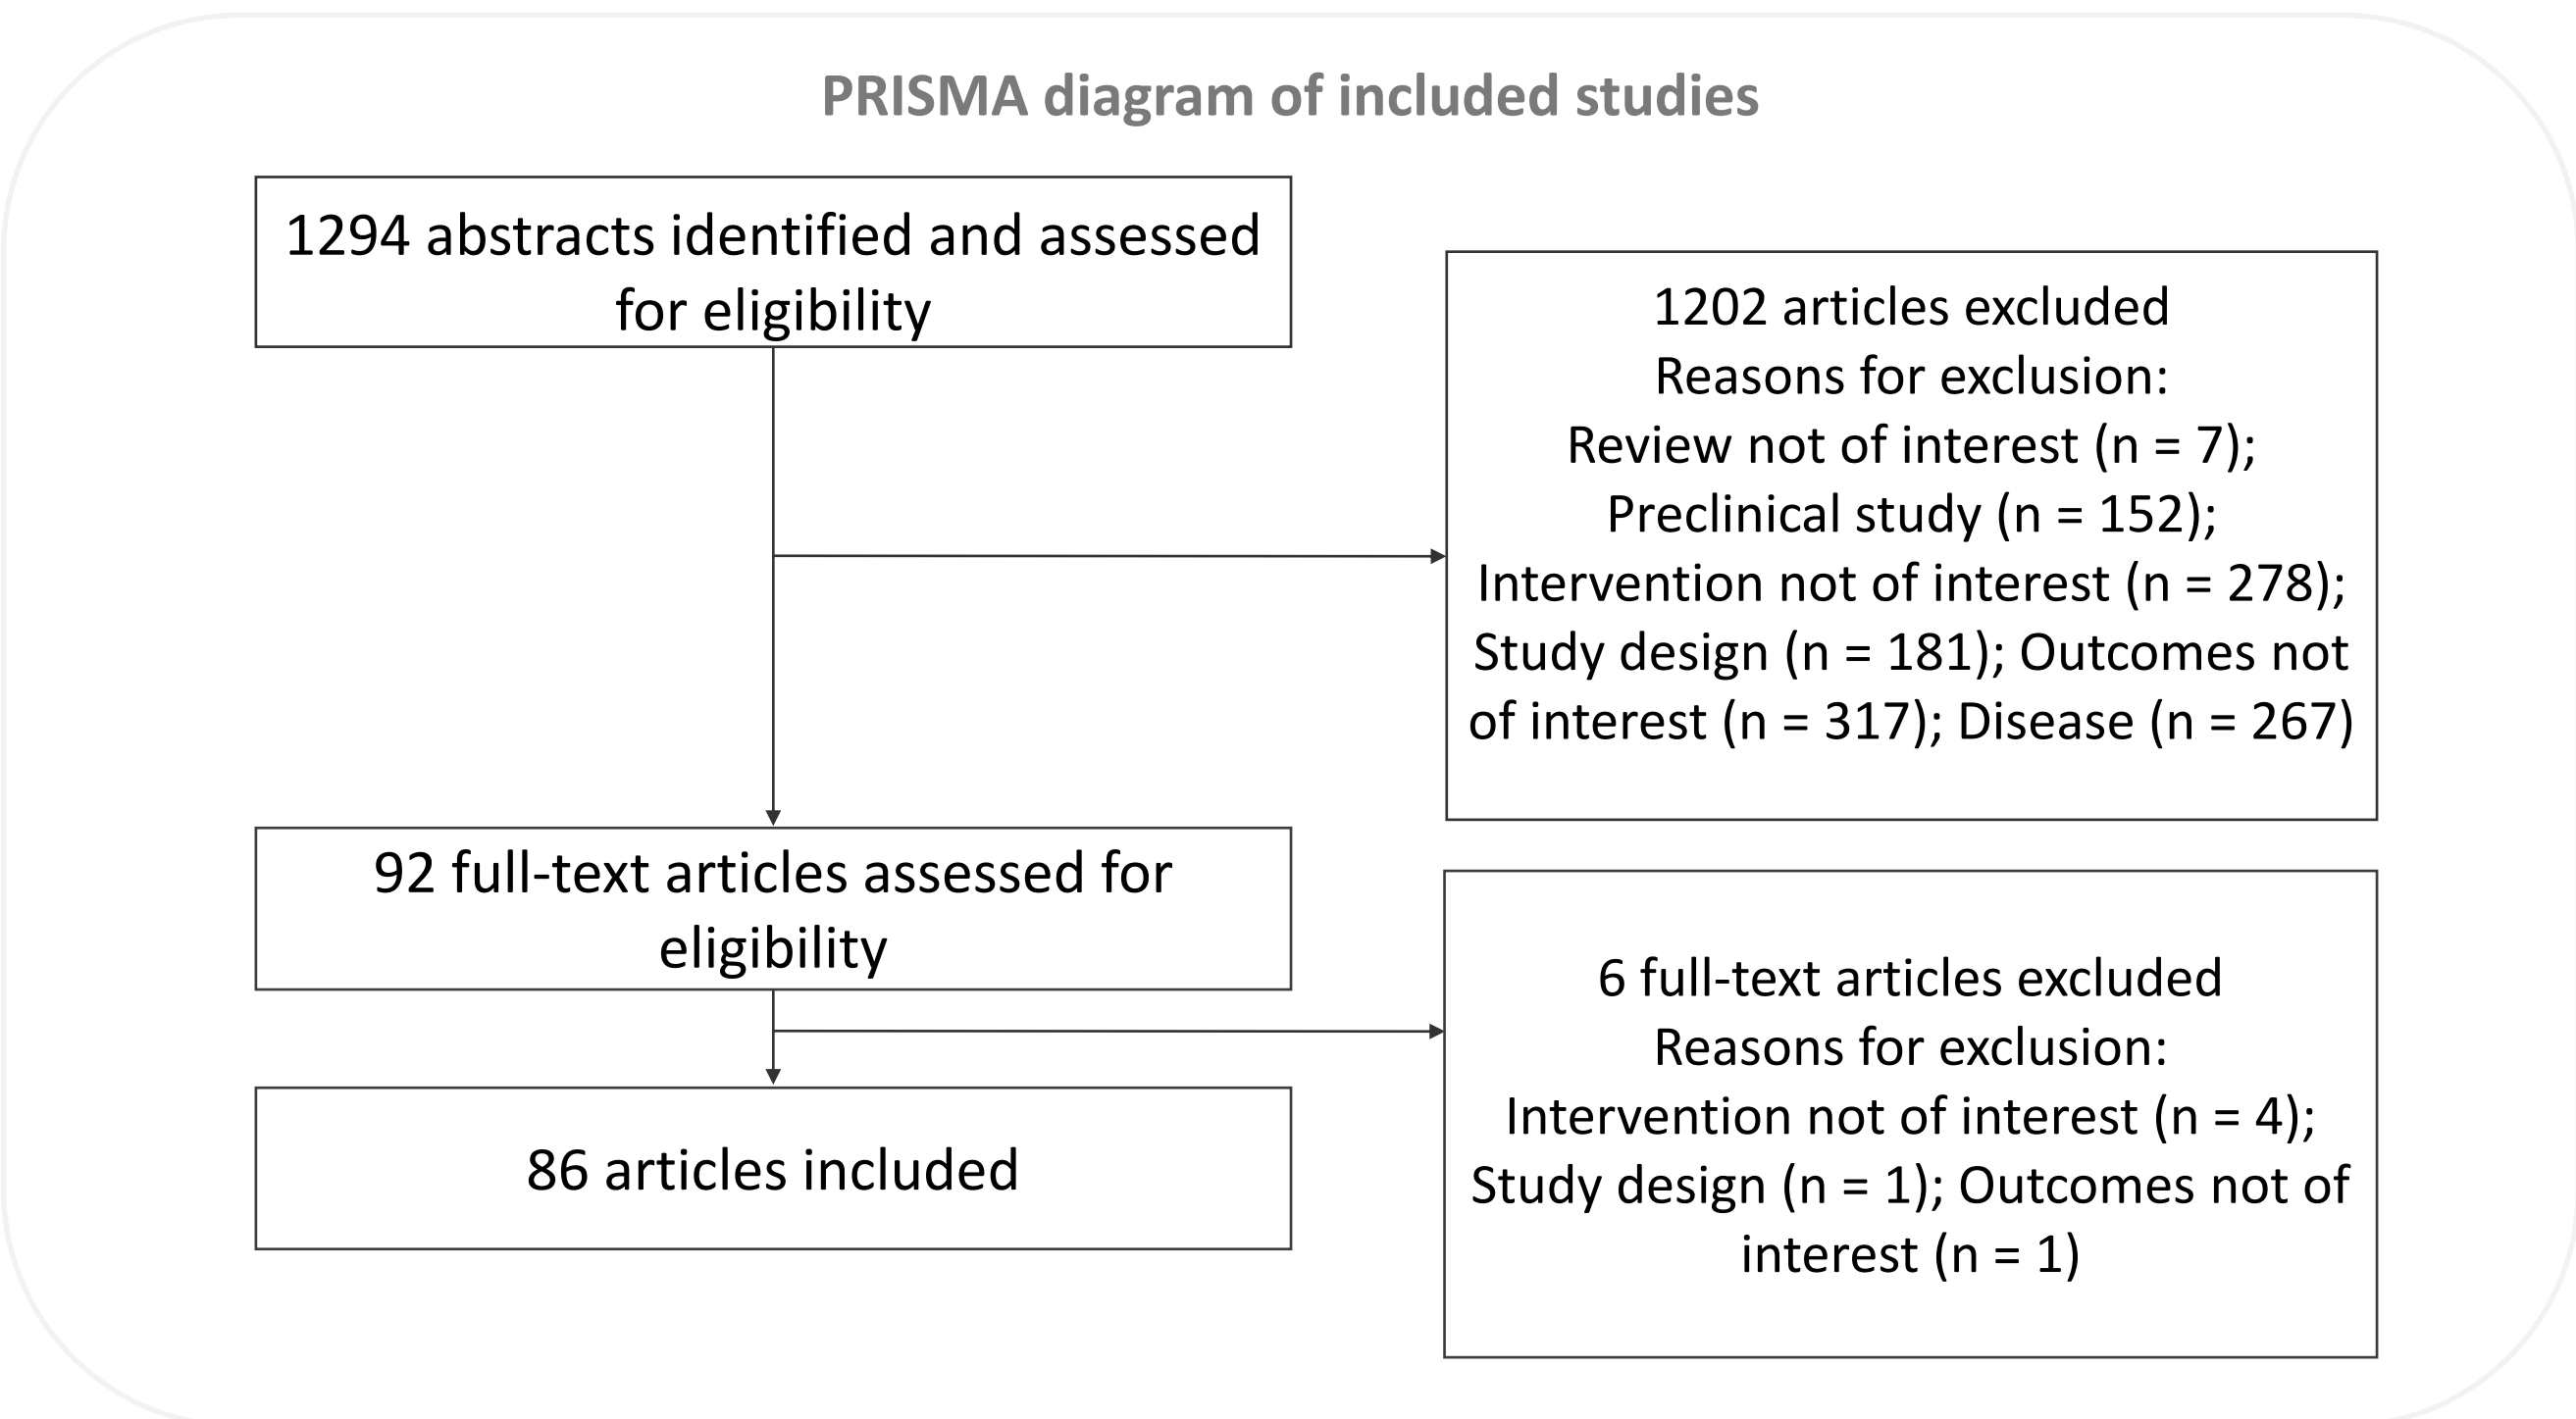 PRISMA diagram of included studies
1294 abstracts identified and assessed
for eligibility
1202 articles excluded
Reasons for exclusion:
Review not of interest (n = 7);
Preclinical study (n = 152);
Intervention not of interest (n = 278);
Study design (n = 181); Outcomes not
of interest (n = 317); Disease (n = 267)
92 full-text articles assessed for
eligibility
6 full-text articles excluded
Reasons for exclusion:
Intervention not of interest (n = 4);
Study design (n = 1); Outcomes not of
interest (n = 1)
86 articles included